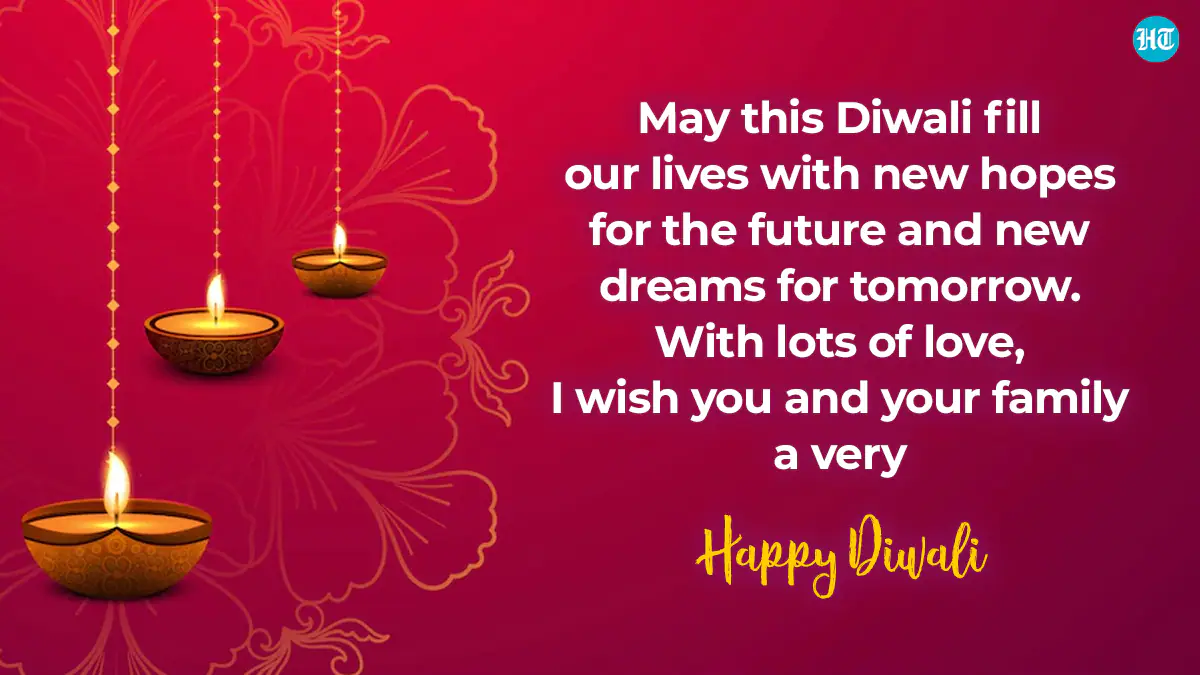 HT
May this Diwali fill
our lives with new hopes
for the future and new
dreams for tomorrow.
With lots of love,
I wish you and your family
a very
Happy Diwali